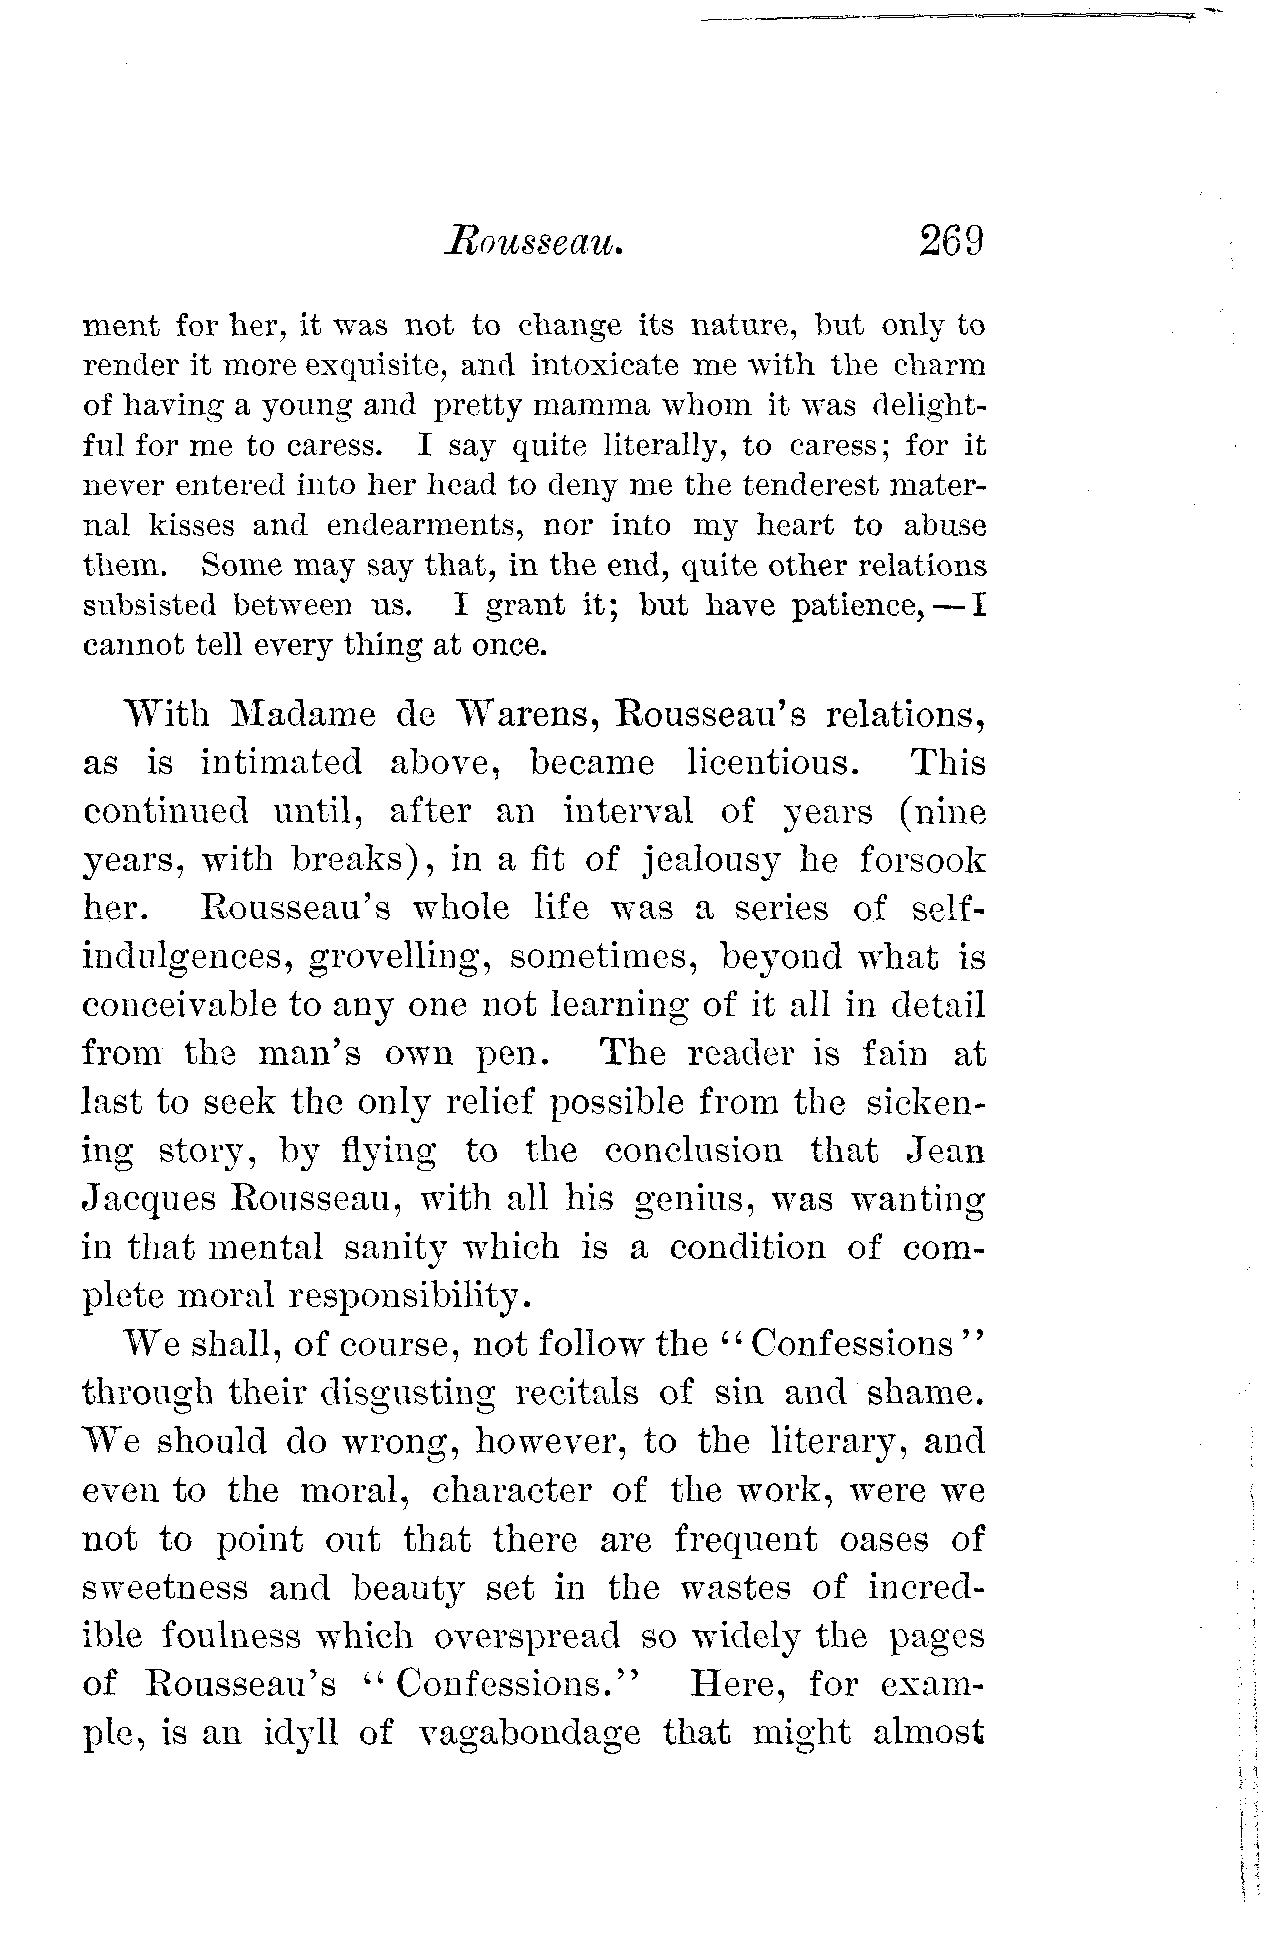 Rousseau. 269
ment for her, it was not to change its nature, but only to
render it more exquisite, and intoxicate me with the charm
of having a young and pretty mamma whom it was delight-
ful for me to caress. I say quite literally, to caress; for it
never entered into her head to deny me the tenderest mater-
nal kisses and endearments, nor into my heart to abuse
them. Some may say that, in the end, quite other relations
subsisted between us. I grant it; but have patience,—I
cannot tell every thing at once.
With Madame de Warens, Rousseau's relations,
as is intimated above, became licentious. This
continued until, after an interval of years (nine
years, with breaks), in a fit of jealousy he forsook
her. Rousseau's whole life was a series of self-
indulgences, grovelling, sometimes, beyond what is
conceivable to any one not learning of it all in detail
from the man's own pen. The reader is fain at
last to seek the only relief possible from the sicken-
ing story, by flying to the conclusion that Jean
Jacques Rousseau, with all his genius, was wanting
in that mental sanity which is a condition of com-
plete moral responsibility.
We shall, of course, not follow the "Confessions"
through their disgusting recitals of sin and shame.
We should do wrong, however, to the literary, and
even to the moral, character of the work, were we
not to point out that there are frequent oases of
sweetness and beauty set in the wastes of incred-
ible foulness which overspread so widely the pages
of Rousseau's "Confessions." Here, for exam-
ple, is an idyll of vagabondage that might almost